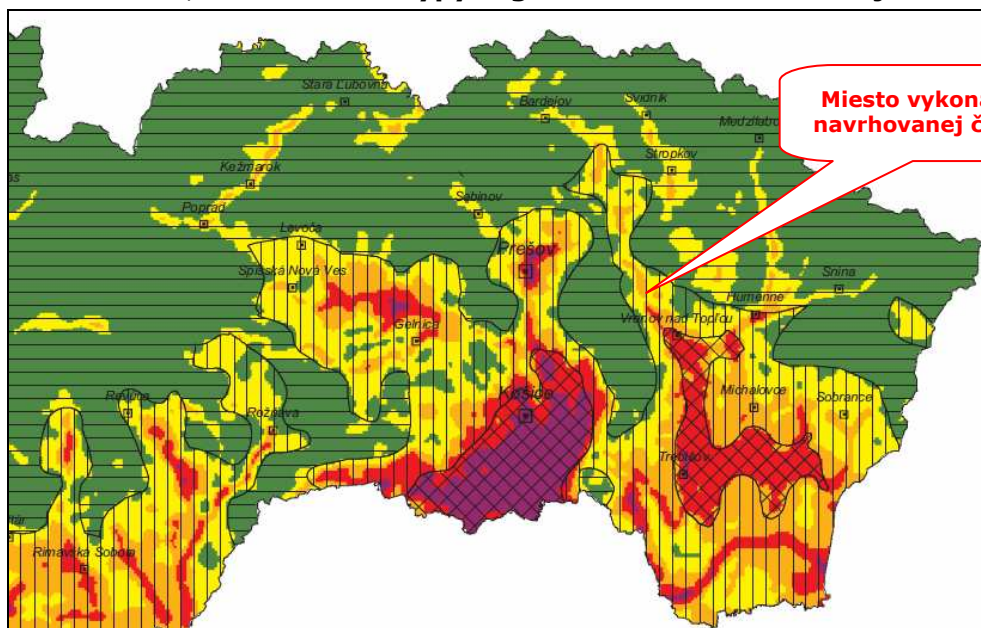 Stará Ľubovňa
Bardejov
Svidník
Miesto vykona
navrhovanej č
Medzilabo
Stropkov
Kežmarok
Sabinov
Poprad
Levoča
Prešov
Snina
Spišská Nová Ves
Humenné
Vranov nad Topľou
Gelnica
Michalovce
Sobrance
Košice
Revúca
Rožňava
Trebišov
Rimavská Sobota